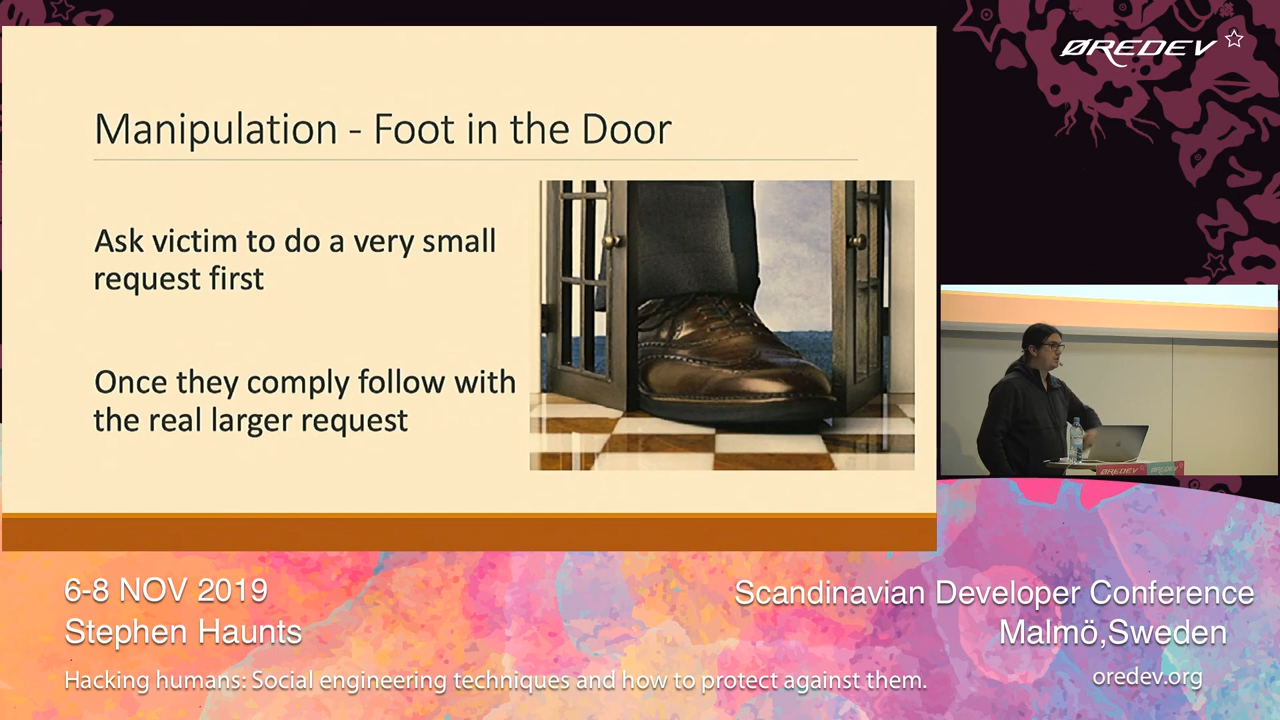 ØREDEV
Manipulation - Foot in the Door
Ask victim to do a very small
request first
Once they comply follow with
the real larger request
ØREDEV
ØREDEV
6-8 NOV 2019
Stephen Haunts
Hacking humans: Social engineering techniques and how to protect against them.
Scandinavian Developer Conference
Malmö,Sweden
oredev.org